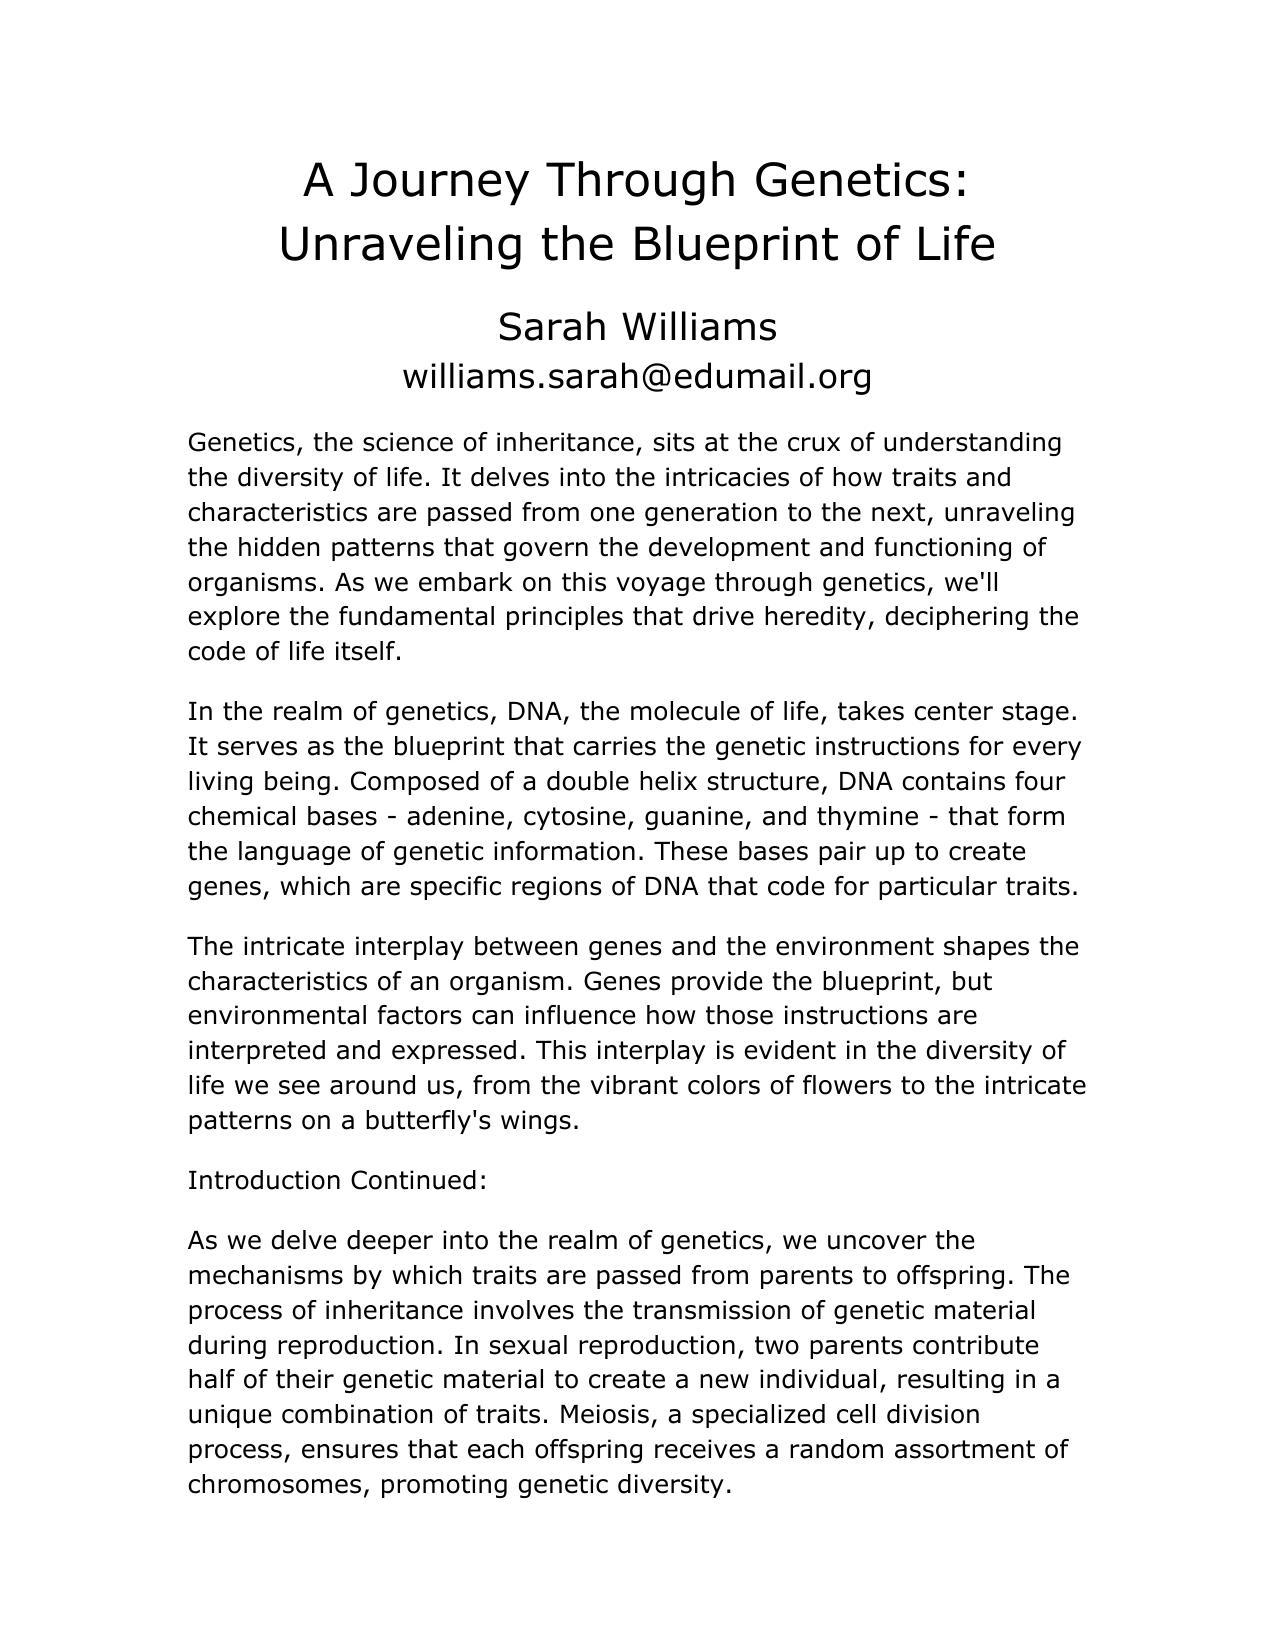 A Journey Through Genetics:
Unraveling the Blueprint of Life
Sarah Williams
williams.sarah@edumail.org
Genetics, the science of inheritance, sits at the crux of understanding
the diversity of life. It delves into the intricacies of how traits and
characteristics are passed from one generation to the next, unraveling
the hidden patterns that govern the development and functioning of
organisms. As we embark on this voyage through genetics, we'll
explore the fundamental principles that drive heredity, deciphering the
code of life itself.
In the realm of genetics, DNA, the molecule of life, takes center stage.
It serves as the blueprint that carries the genetic instructions for every
living being. Composed of a double helix structure, DNA contains four
chemical bases - adenine, cytosine, guanine, and thymine - that form
the language of genetic information. These bases pair up to create
genes, which are specific regions of DNA that code for particular traits.
The intricate interplay between genes and the environment shapes the
characteristics of an organism. Genes provide the blueprint, but
environmental factors can influence how those instructions are
interpreted and expressed. This interplay is evident in the diversity of
life we see around us, from the vibrant colors of flowers to the intricate
patterns on a butterfly's wings.
Introduction Continued:
As we delve deeper into the realm of genetics, we uncover the
mechanisms by which traits are passed from parents to offspring. The
process of inheritance involves the transmission of genetic material
during reproduction. In sexual reproduction, two parents contribute
half of their genetic material to create a new individual, resulting in a
unique combination of traits. Meiosis, a specialized cell division
process, ensures that each offspring receives a random assortment of
chromosomes, promoting genetic diversity.